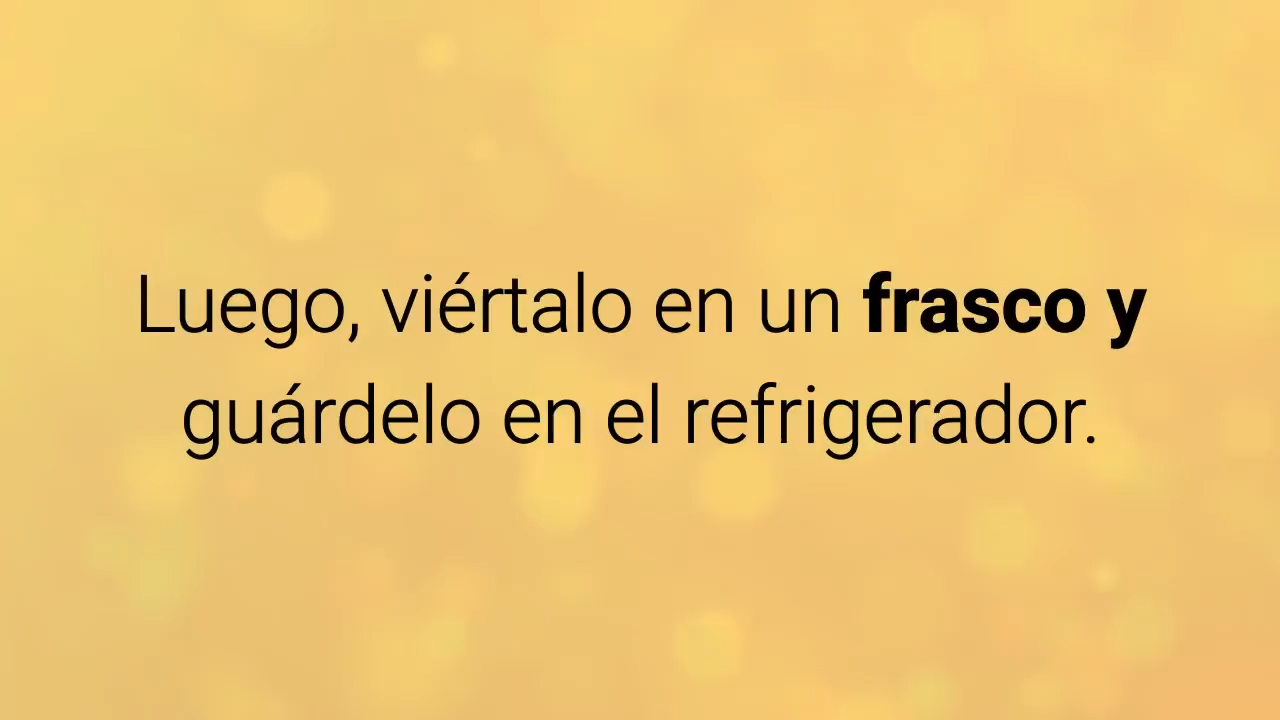 Luego, viértalo en un frasco y
guárdelo en el refrigerador.